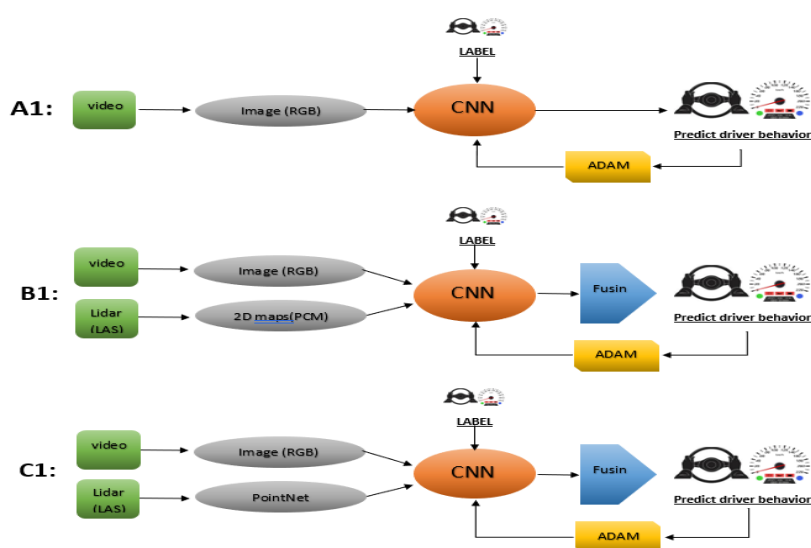 LABEL
A1:
video
Image (RGB)
CNN
Predict driver behavior
ADAM
LABEL
B1:
video
Image (RGB)
Lidar
(LAS)
2D maps(PCM)
CNN
Fusin
Predict driver behavior
ADAM
LABEL
C1:
video
Image (RGB)
Lidar
(LAS)
PointNet
CNN
Fusin
Predict driver behavior
ADAM